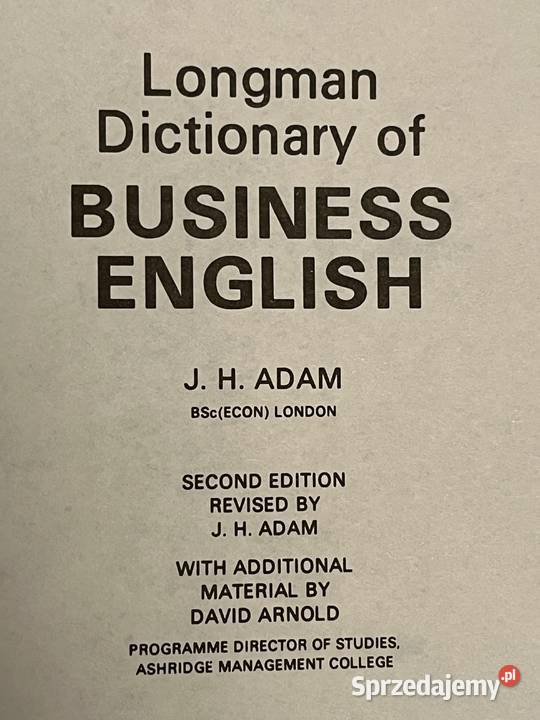 Longman
Dictionary of
BUSINESS
ENGLISH
J. H. ADAM
BSc(ECON) LONDON
SECOND EDITION
REVISED BY
J. H. ADAM
WITH ADDITIONAL
MATERIAL BY
DAVID ARNOLD
PROGRAMME DIRECTOR OF STUDIES,
ASHRIDGE MANAGEMENT COLLEGE
Sprzedajemy.pl